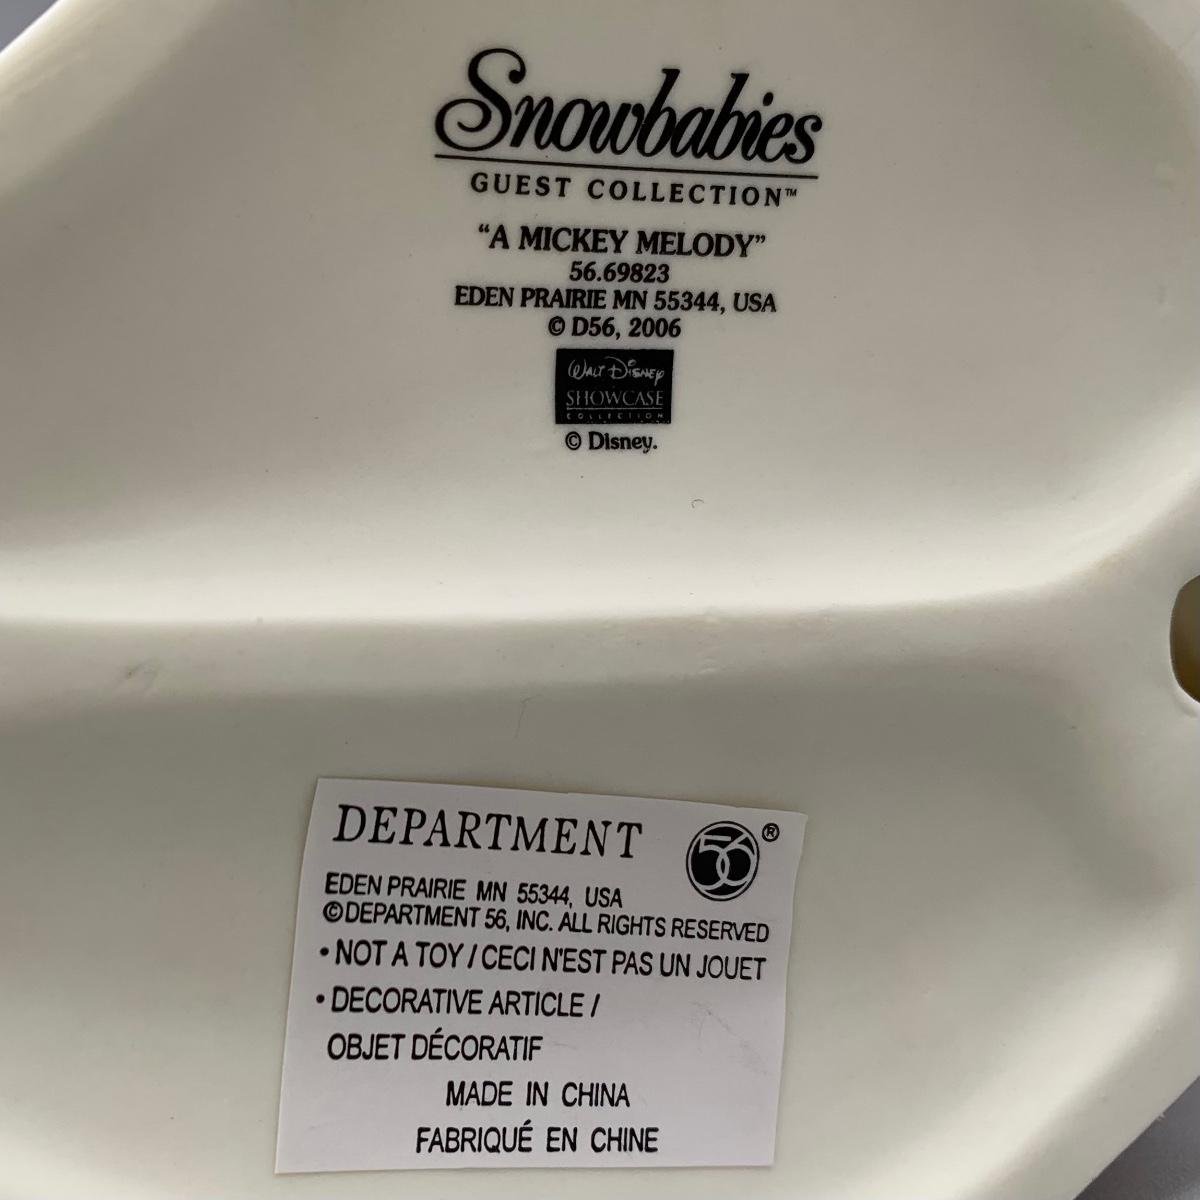 Snowbabies
GUEST COLLECTION™
“A MICKEY MELODY”
56.69823
EDEN PRAIRIE MN 55344, USA
© D56, 2006
WALT DISNEY
SHOWCASE
COLLECTION
© Disney.
DEPARTMENT 56 ®
EDEN PRAIRIE MN 55344, USA
©DEPARTMENT 56, INC. ALL RIGHTS RESERVED
• NOT A TOY / CECI N'EST PAS UN JOUET
• DECORATIVE ARTICLE /
OBJET DÉCORATIF
MADE IN CHINA
FABRIQUÉ EN CHINE